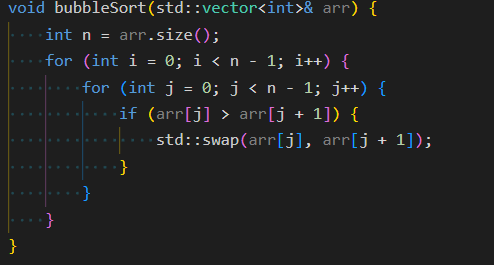 void bubbleSort(std::vector<int>& arr) {
    int n = arr.size();
    for (int i = 0; i < n - 1; i++) {
        for (int j = 0; j < n - 1; j++) {
            if (arr[j] > arr[j + 1]) {
                std::swap(arr[j], arr[j + 1]);
            }
        }
    }
}